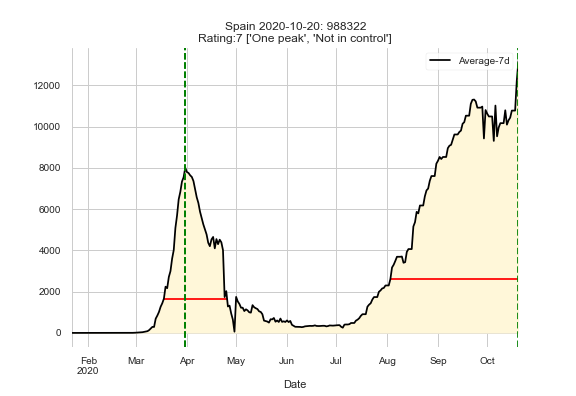 Spain 2020-10-20: 988322
Rating:7 ['One peak', 'Not in control']
Average-7d
12000
10000
8000
6000
4000
2000
0
Feb Mar Apr May Jun Jul Aug Sep Oct
2020
Date